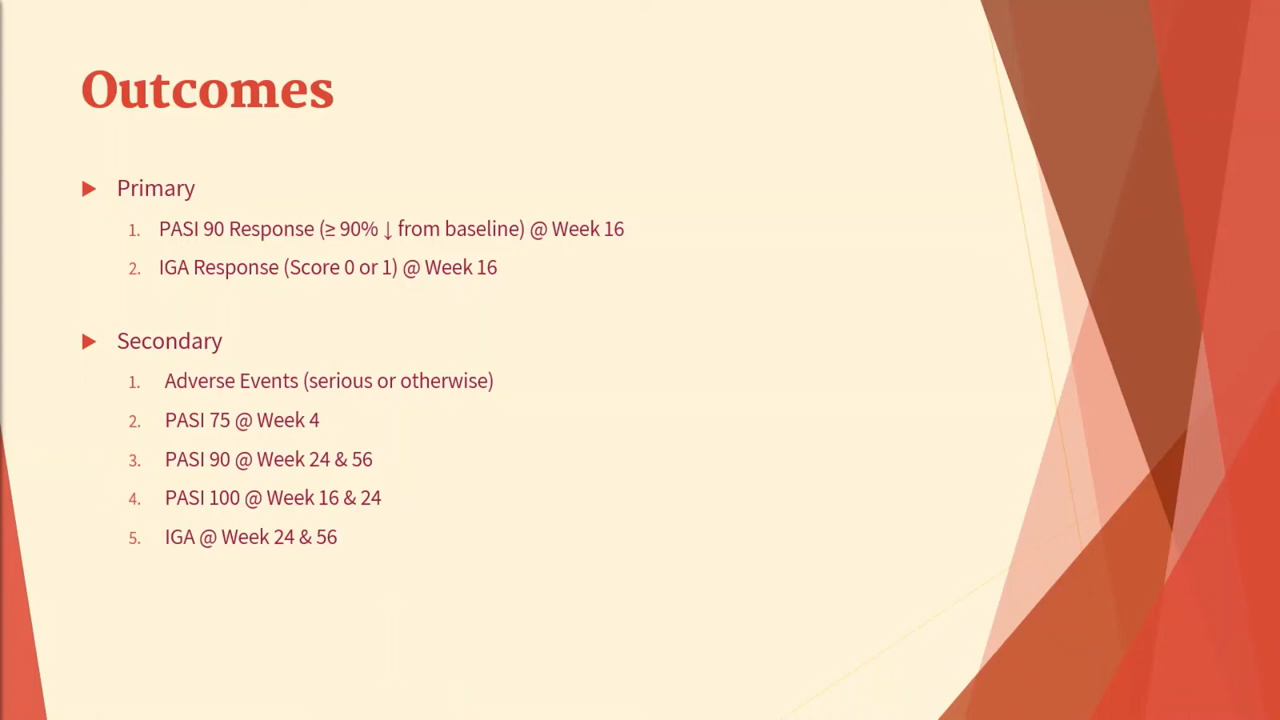 Outcomes
Primary
1. PASI 90 Response (≥ 90% ↓ from baseline) @ Week 16
2. IGA Response (Score 0 or 1) @ Week 16
Secondary
1. Adverse Events (serious or otherwise)
2. PASI 75 @ Week 4
3. PASI 90 @ Week 24 & 56
4. PASI 100 @ Week 16 & 24
5. IGA @ Week 24 & 56